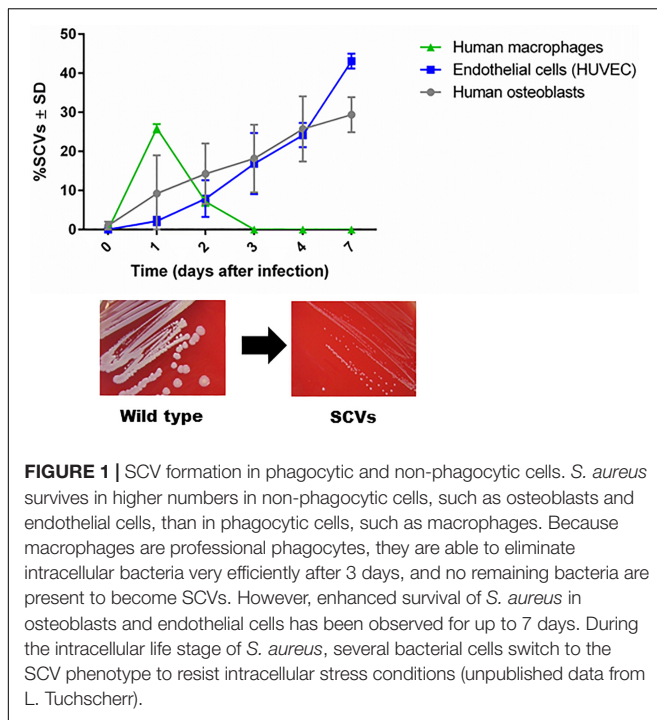 50
40
30
20
10
0
%SCVs ± SD
0
1
2
3
4
7
Time (days after infection)
Human macrophages
Endothelial cells (HUVEC)
Human osteoblasts
Wild type
SCVs
FIGURE 1 | SCV formation in phagocytic and non-phagocytic cells. S. aureus
survives in higher numbers in non-phagocytic cells, such as osteoblasts and
endothelial cells, than in phagocytic cells, such as macrophages. Because
macrophages are professional phagocytes, they are able to eliminate
intracellular bacteria very efficiently after 3 days, and no remaining bacteria are
present to become SCVs. However, enhanced survival of S. aureus in
osteoblasts and endothelial cells has been observed for up to 7 days. During
the intracellular life stage of S. aureus, several bacterial cells switch to the
SCV phenotype to resist intracellular stress conditions (unpublished data from
L. Tuchscherr).